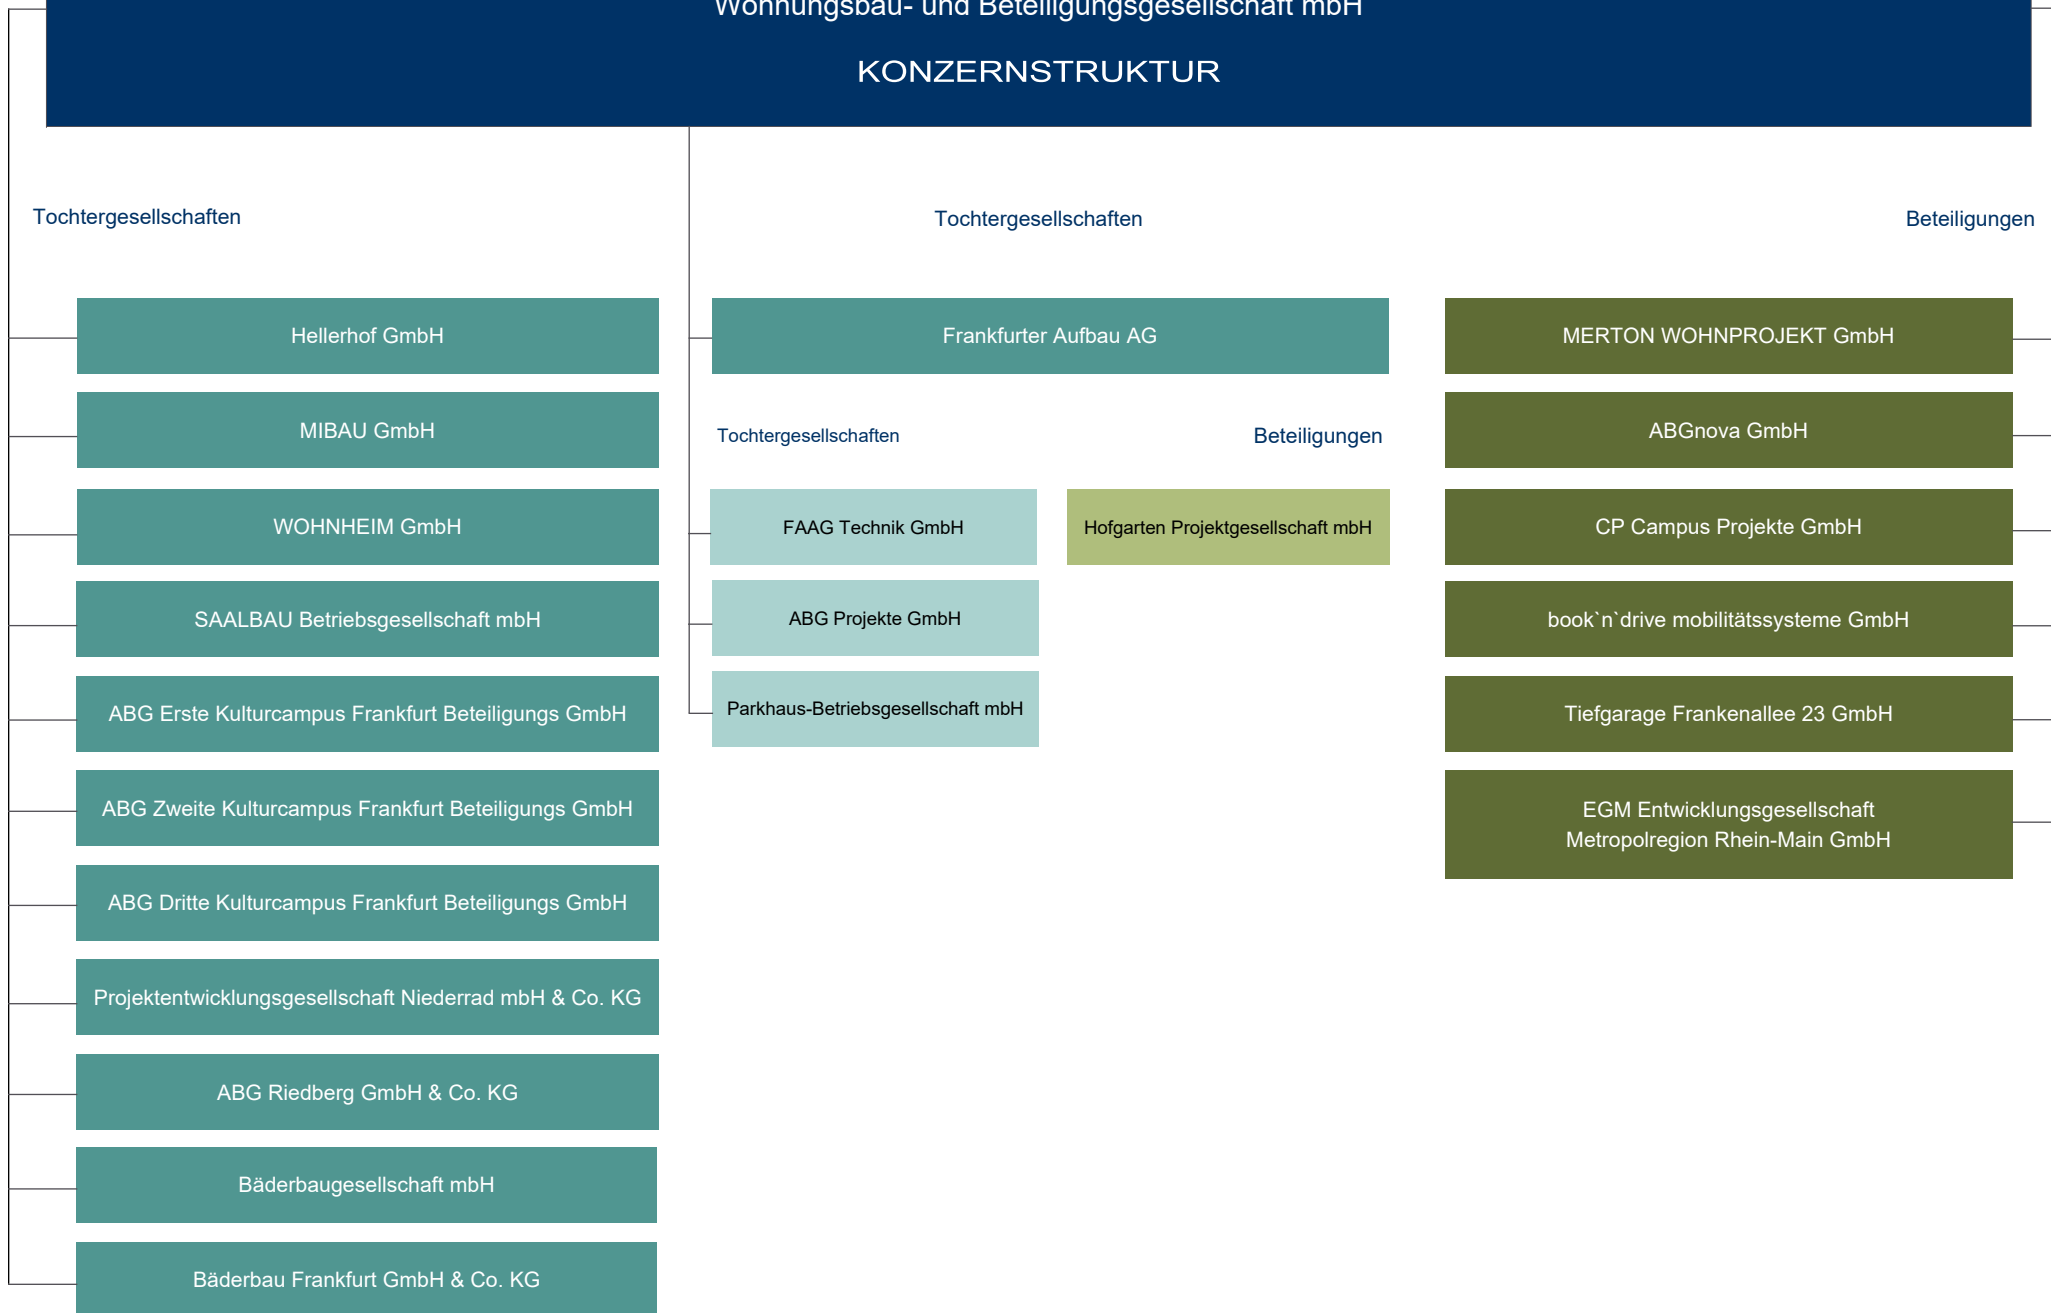 Wohnungsbau- und Beteiligungsgesellschaft mbH
KONZERNSTRUKTUR
Tochtergesellschaften
Hellerhof GmbH
MIBAU GmbH
WOHNHEIM GmbH
SAALBAU Betriebsgesellschaft mbH
ABG Erste Kulturcampus Frankfurt Beteiligungs GmbH
ABG Zweite Kulturcampus Frankfurt Beteiligungs GmbH
ABG Dritte Kulturcampus Frankfurt Beteiligungs GmbH
Projektentwicklungsgesellschaft Niederrad mbH & Co. KG
ABG Riedberg GmbH & Co. KG
Bäderbaugesellschaft mbH
Bäderbau Frankfurt GmbH & Co. KG
Tochtergesellschaften
Frankfurter Aufbau AG
Tochtergesellschaften
FAAG Technik GmbH
ABG Projekte GmbH
Parkhaus-Betriebsgesellschaft mbH
Beteiligungen
Hofgarten Projektgesellschaft mbH
Beteiligungen
MERTON WOHNPROJEKT GmbH
ABGnova GmbH
CP Campus Projekte GmbH
book`n`drive mobilitätssysteme GmbH
Tiefgarage Frankenallee 23 GmbH
EGM Entwicklungsgesellschaft
Metropolregion Rhein-Main GmbH